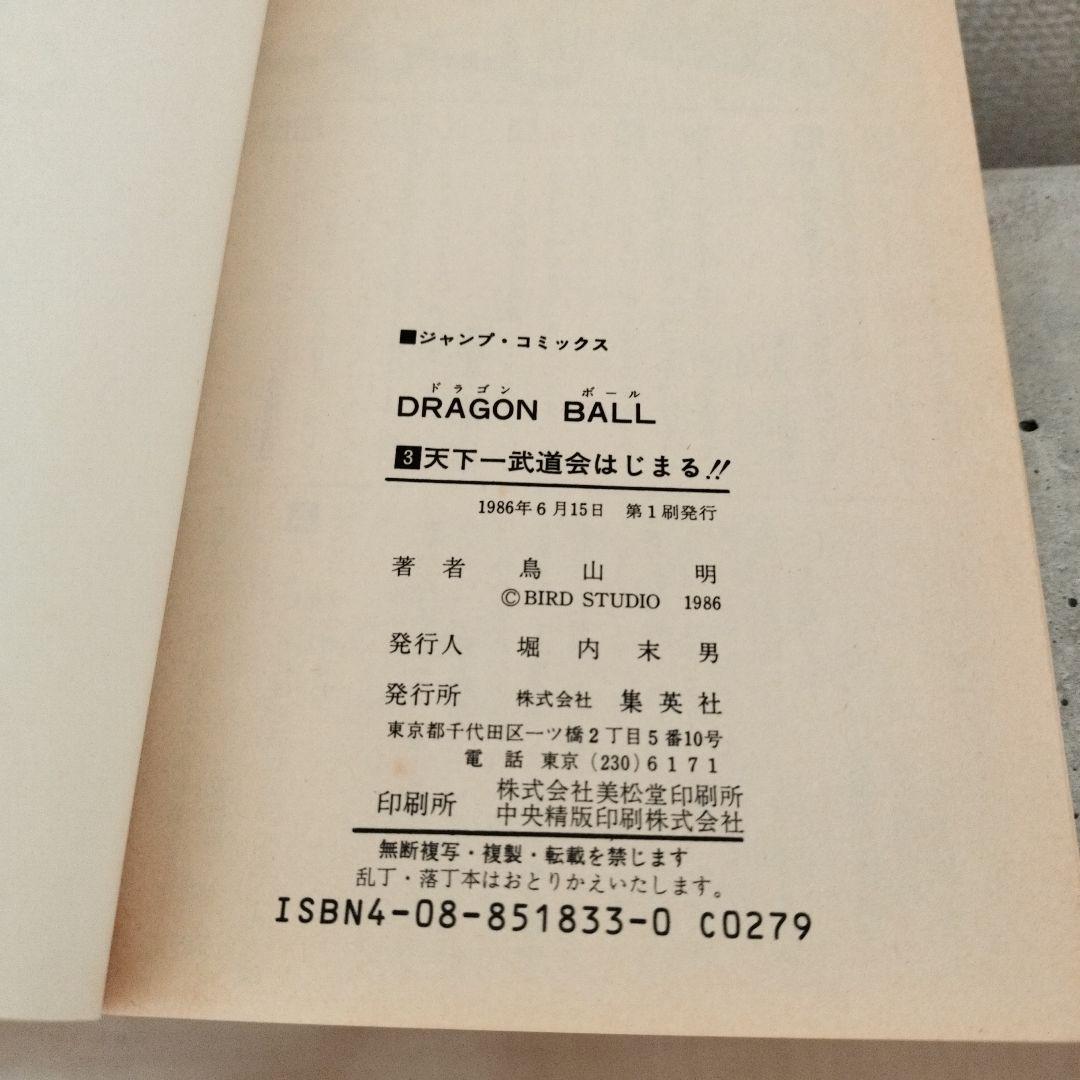 ■ジャンプ・コミックス
ドラゴン ボール
DRAGON BALL
3天下一武道会はじまる!!
1986年6月15日 第1刷発行
著者 鳥山 明
©BIRD STUDIO 1986
発行人 堀内末男
発行所 株式会社 集英社
東京都千代田区一ツ橋2丁目5番10号
電話 東京(230)6171
印刷所 株式会社美松堂印刷所
中央精版印刷株式会社
無断複写・複製・転載を禁じます
乱丁・落丁本はおとりかえいたします。
ISBN4-08-851833-0 C0279